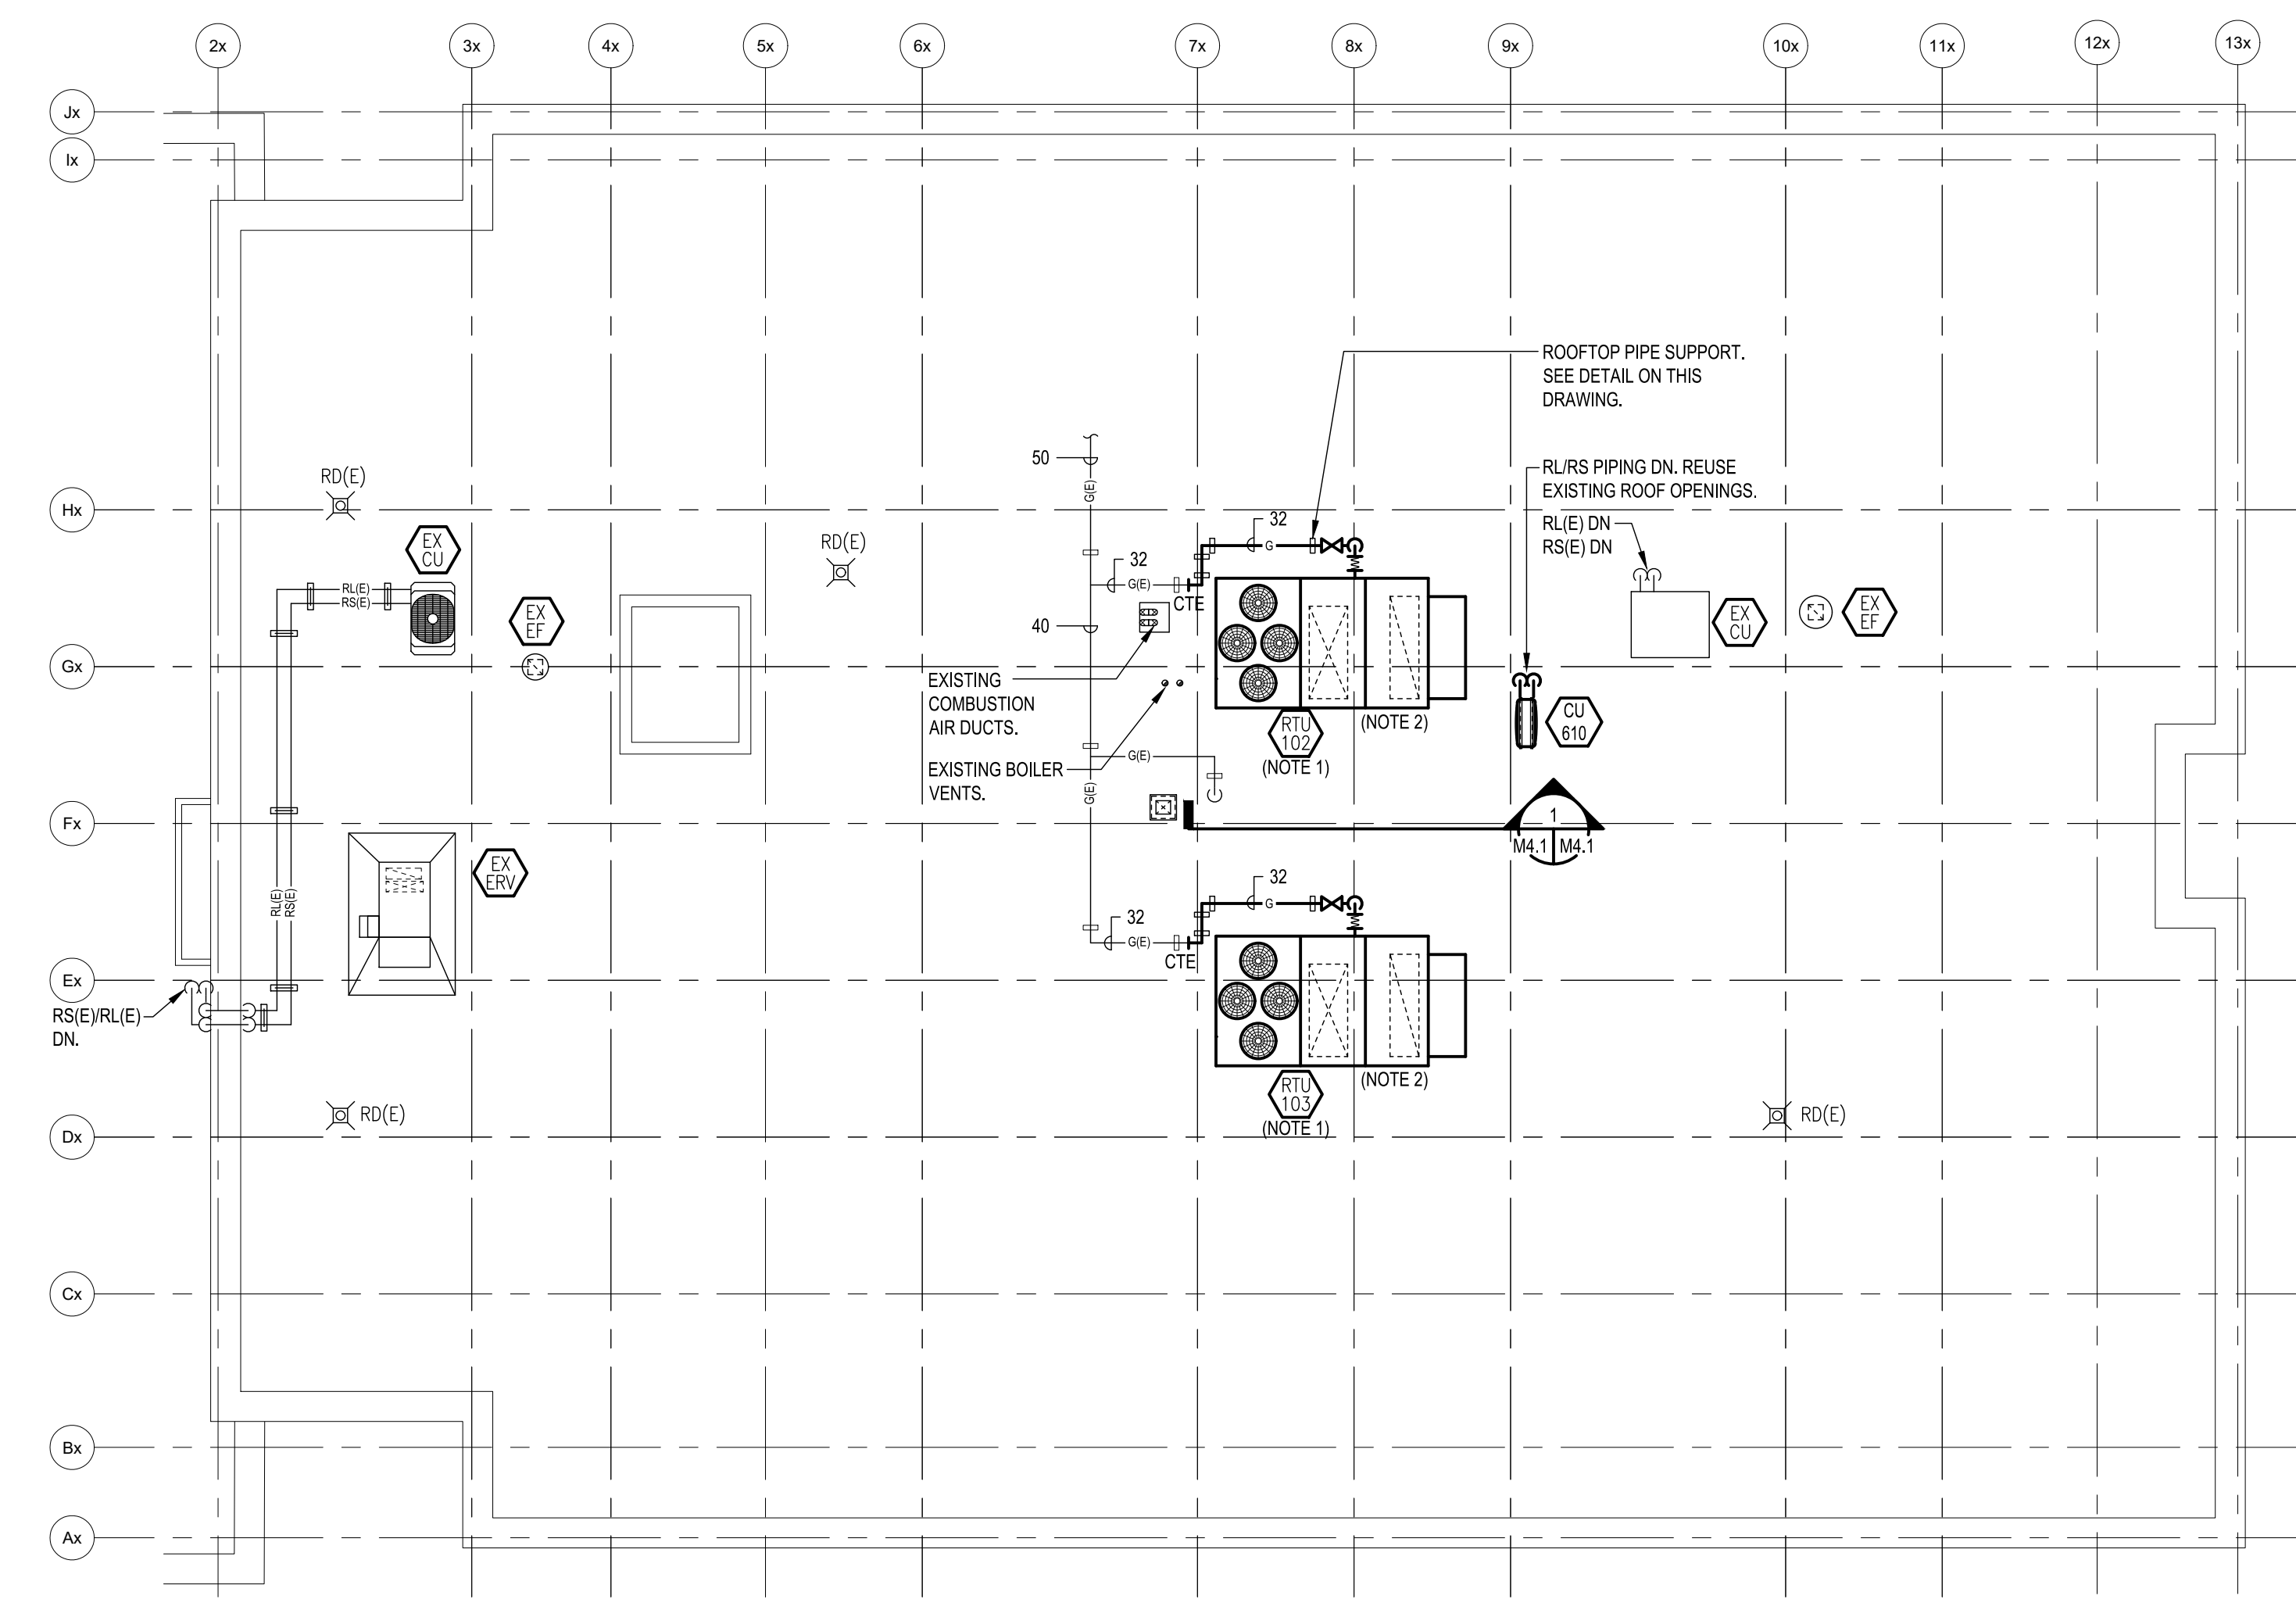 2x
3x
4x
5x
6x
7x
8x
9x
10x
11x
12x
13x
Jx
Ix
ROOFTOP PIPE SUPPORT.
SEE DETAIL ON THIS
DRAWING.
50
RL/RS PIPING DN. REUSE
EXISTING ROOF OPENINGS.
RD(E)
G(E)
Hx
32
RL(E) DN
RS(E) DN
EX
CU
RD(E)
G
32
RL(E)
RS(E)
G(E)
CTE
EX
EF
EX
CU
EX
EF
40
Gx
EXISTING
COMBUSTION
AIR DUCTS.
RTU
102
(NOTE 2)
(NOTE 1)
CU
610
EXISTING BOILER
VENTS.
G(E)
G(E)
Fx
1
M4.1
M4.1
EX
ERV
RL(E)
RS(E)
32
G
32
G(E)
CTE
Ex
RS(E)/RL(E)
DN.
RTU
103
(NOTE 2)
(NOTE 1)
RD(E)
RD(E)
Dx
Cx
Bx
Ax